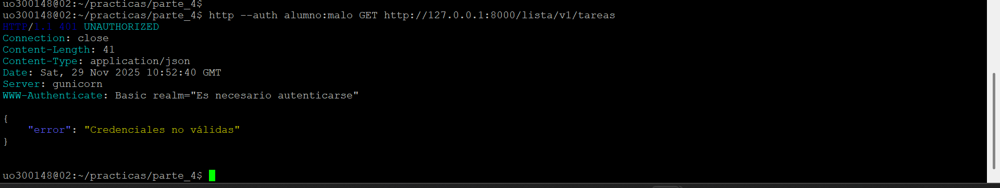 uo300148@02:~/practicas/parte_4$
uo300148@02:~/practicas/parte_4$ http --auth alumno:malo GET http://127.0.0.1:8000/lista/v1/tareas
HTTP/1.1 401 UNAUTHORIZED
Connection: close
Content-Length: 41
Content-Type: application/json
Date: Sat, 29 Nov 2025 10:52:40 GMT
Server: gunicorn
WWW-Authenticate: Basic realm="Es necesario autenticarse"
{
    "error": "Credenciales no válidas"
}
uo300148@02:~/practicas/parte_4$